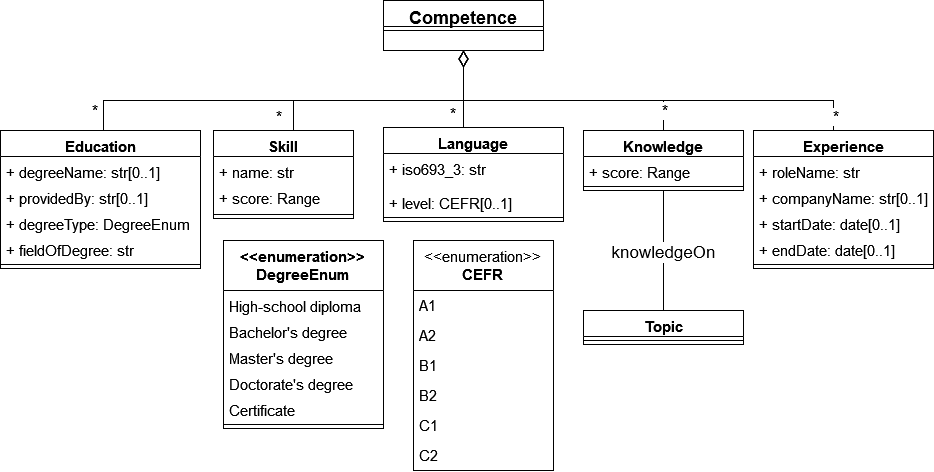 Competence
*
*
*
*
*
Education
+ degreeName: str[0..1]
+ providedBy: str[0..1]
+ degreeType: DegreeEnum
+ fieldOfDegree: str
Skill
+ name: str
+ score: Range
Language
+ iso693_3: str
+ level: CEFR[0..1]
Knowledge
+ score: Range
Experience
+ roleName: str
+ companyName: str[0..1]
+ startDate: date[0..1]
+ endDate: date[0..1]
knowledgeOn
Topic
<<enumeration>>
DegreeEnum
High-school diploma
Bachelor's degree
Master's degree
Doctorate's degree
Certificate
<<enumeration>>
CEFR
A1
A2
B1
B2
C1
C2